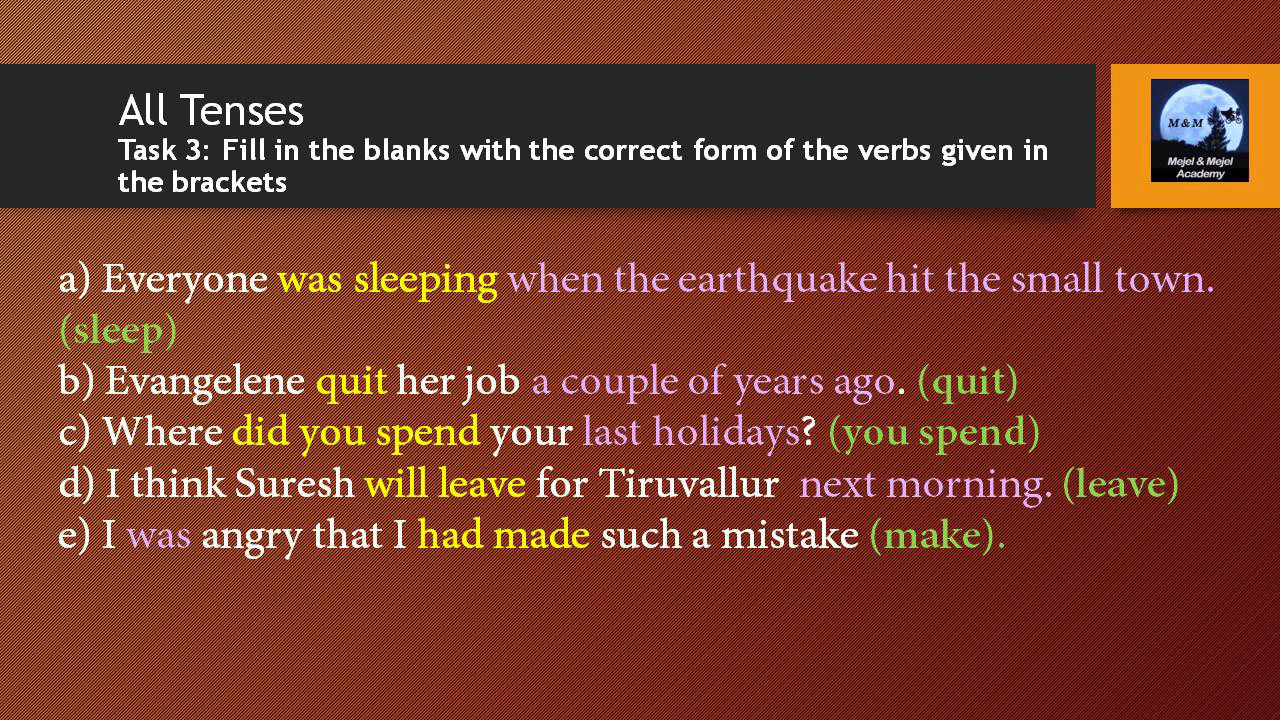 All Tenses
Task 3: Fill in the blanks with the correct form of the verbs given in
the brackets
M & M
Mejel & Mejel
Academy
a) Everyone was sleeping when the earthquake hit the small town.
(sleep)
b) Evangelene quit her job a couple of years ago. (quit)
c) Where did you spend your last holidays? (you spend)
d) I think Suresh will leave for Tiruvallur  next morning. (leave)
e) I was angry that I had made such a mistake (make).